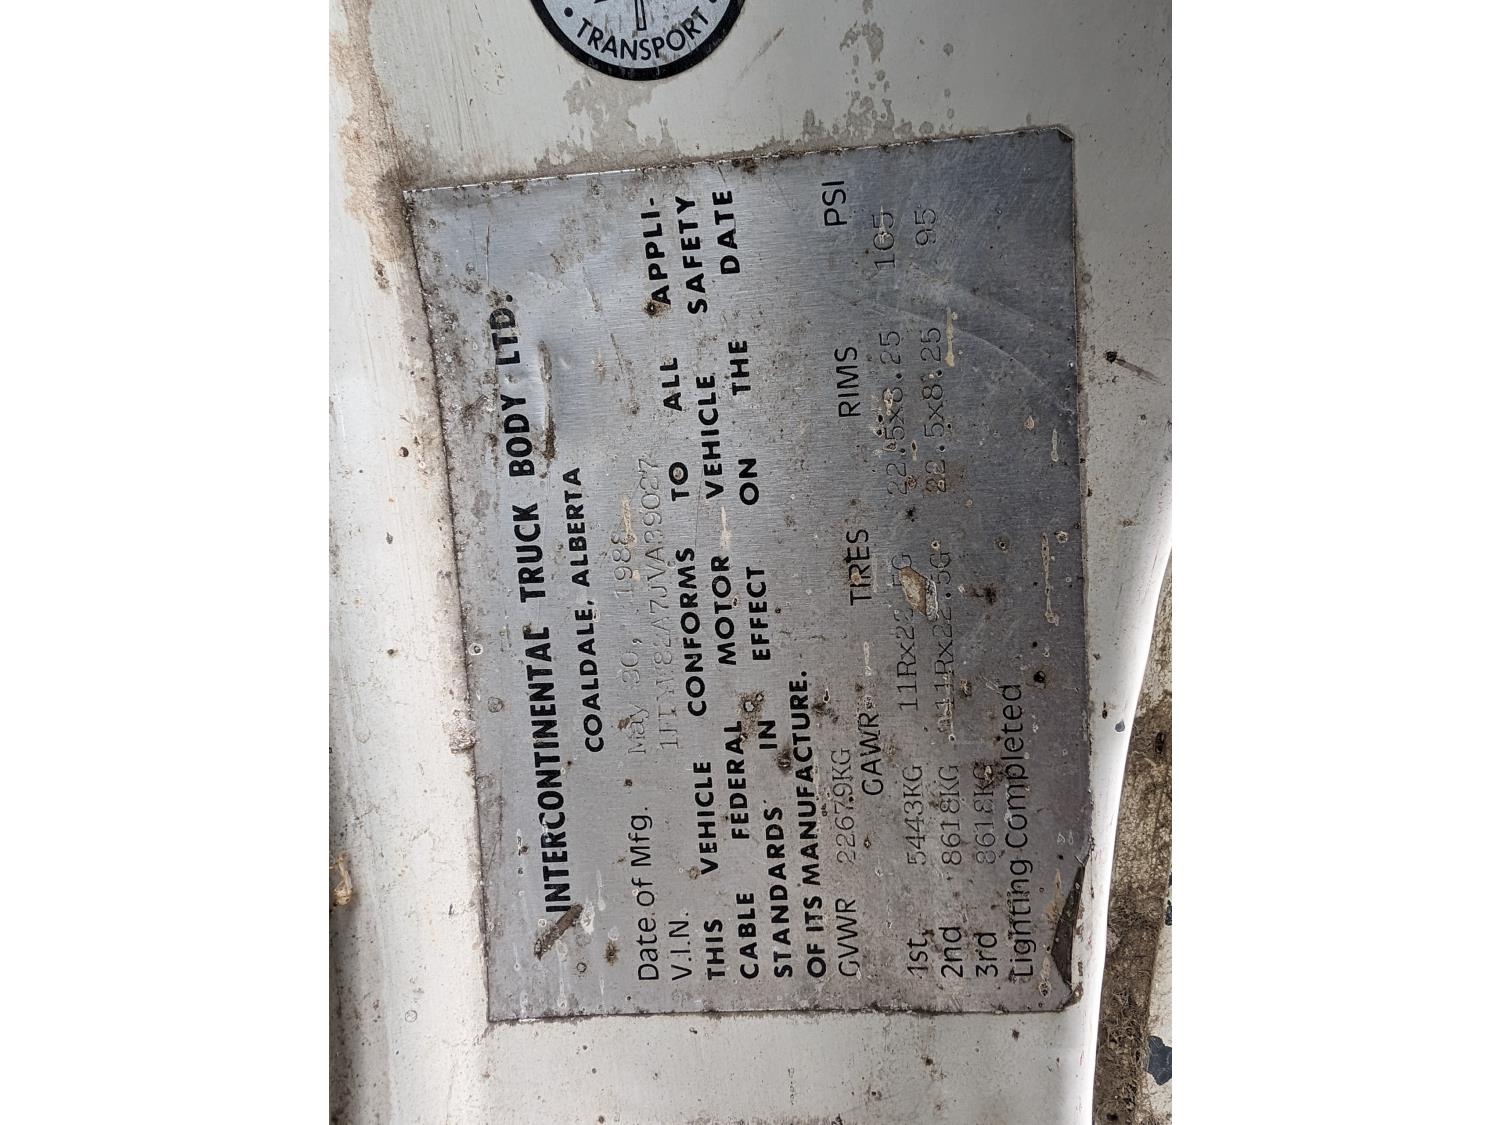 TRANSPORT
INTERCONTINENTAL TRUCK BODY LTD.
COALDALE, ALBERTA
Date of Mfg. May 30, 1988
V.I.N.
THIS VEHICLE CONFORMS TO ALL APPLI-
CABLE FEDERAL MOTOR VEHICLE SAFETY
STANDARDS IN EFFECT ON THE DATE
OF ITS MANUFACTURE.
GVWR 22679KG
GAWR TIRES RIMS PSI
1st. 5443KG 11Rx22.5G 22.5x8.25 105
2nd 8618KG 11Rx22.5G 22.5x8.25 95
3rd 8618KG
Lighting Completed